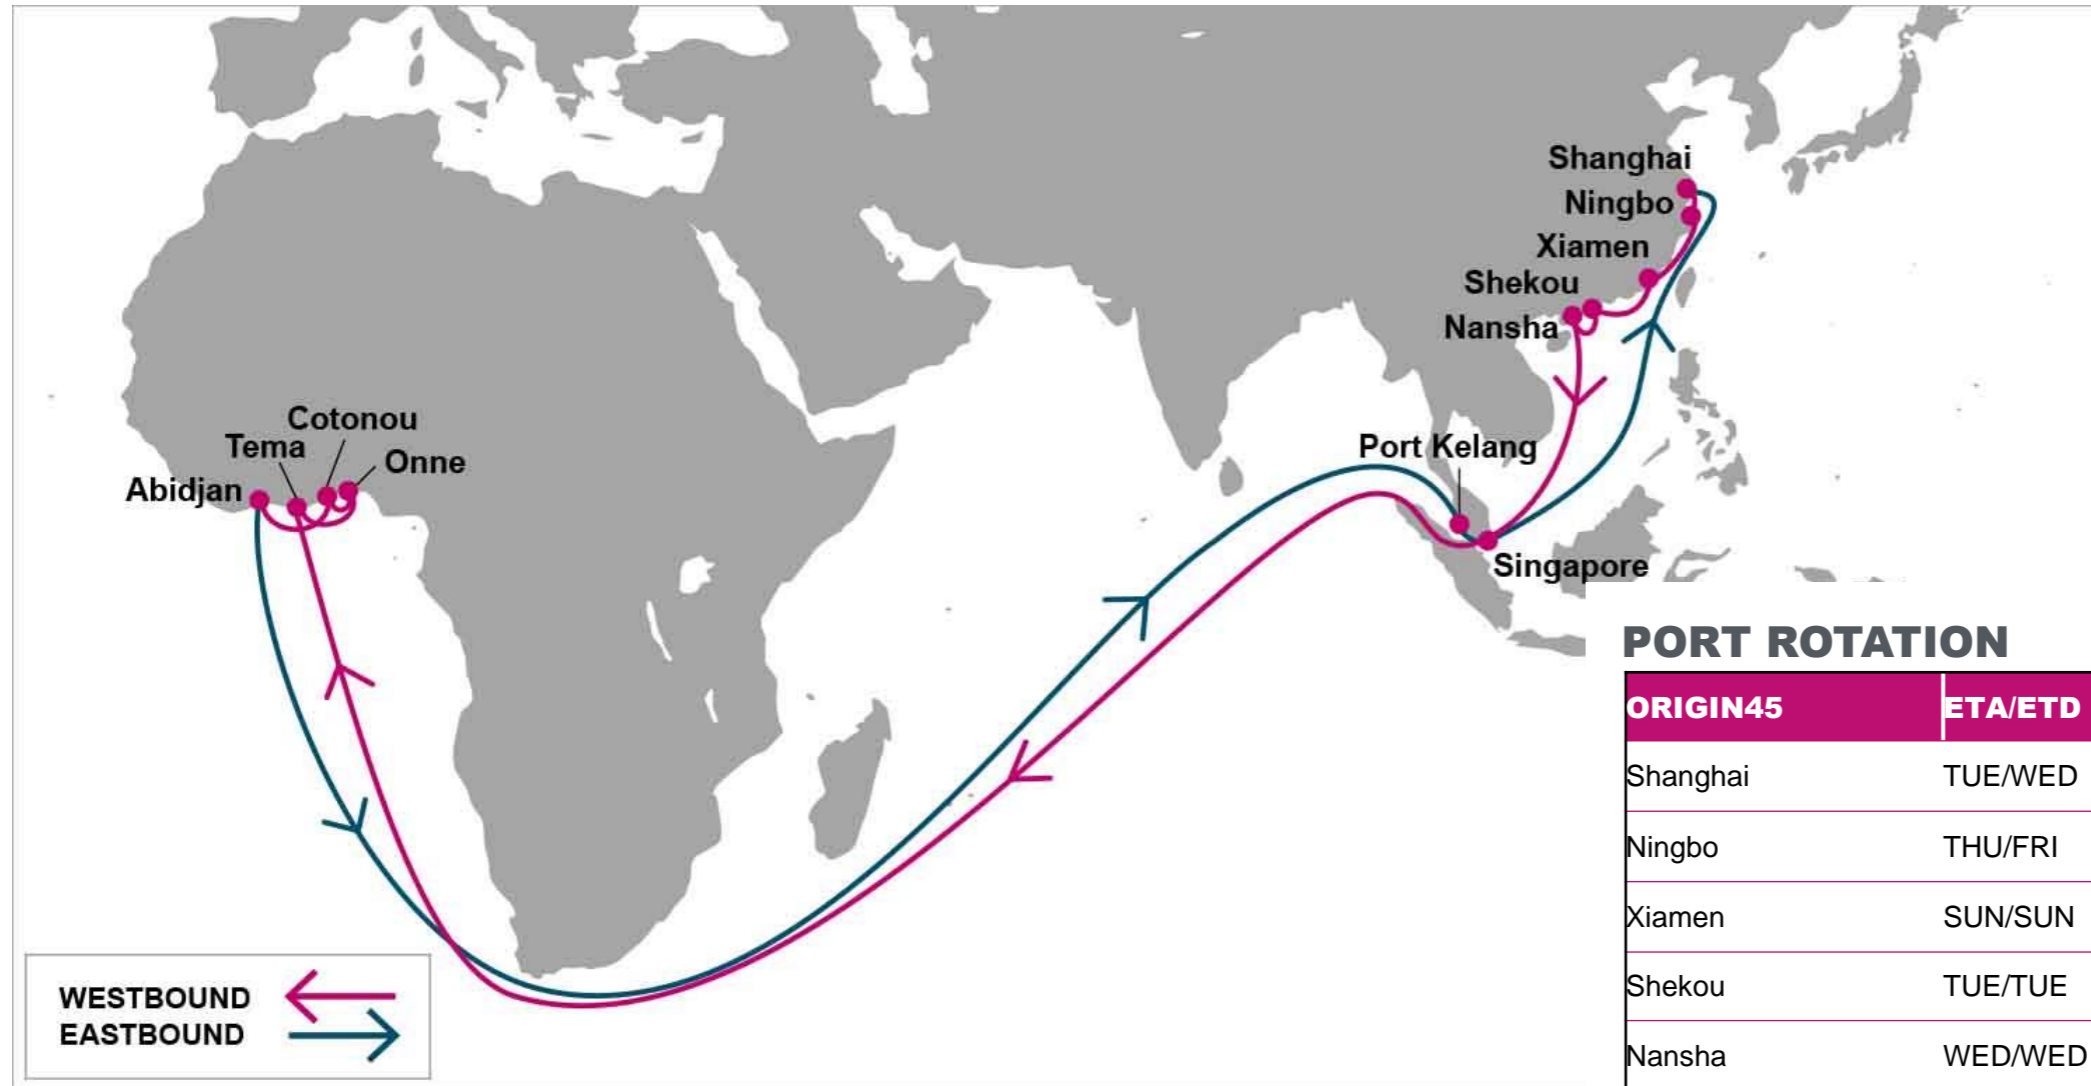 Shanghai
Ningbo
Xiamen
Shekou
Nansha
Cotonou
Tema
Onne
Abidjan
Port Kelang
Singapore
WESTBOUND
EASTBOUND
PORT ROTATION
ORIGIN45 ETA/ETD
Shanghai TUE/WED
Ningbo THU/FRI
Xiamen SUN/SUN
Shekou TUE/TUE
Nansha WED/WED